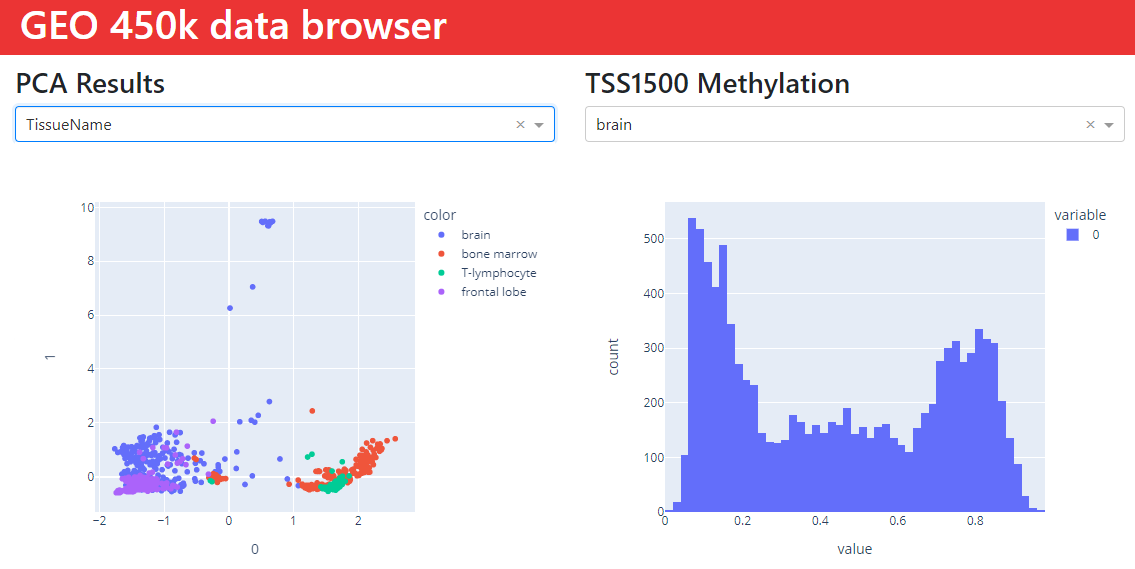 GEO 450k data browser
PCA Results
TissueName × 
TSS1500 Methylation
brain ×
10
8
6
4
2
0
−2
−1
0
1
2
1
0
color
brain
bone marrow
T-lymphocyte
frontal lobe
500
400
300
200
100
0
0
0.2
0.4
0.6
0.8
count
value
variable
0